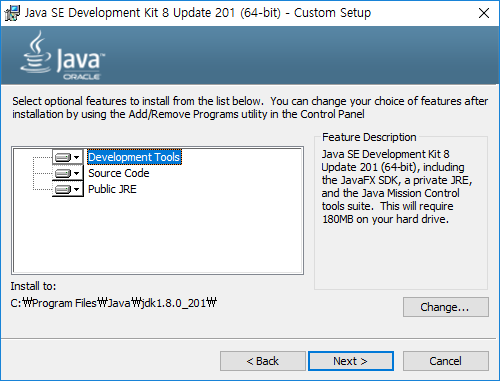 Java SE Development Kit 8 Update 201 (64-bit) - Custom Setup
Java
ORACLE
Select optional features to install from the list below. You can change your choice of features after
installation by using the Add/Remove Programs utility in the Control Panel
Development Tools
Source Code
Public JRE
Feature Description
Java SE Development Kit 8
Update 201 (64-bit), including
the JavaFX SDK, a private JRE,
and the Java Mission Control
tools suite. This will require
180MB on your hard drive.
Install to:
C:₩Program Files₩Java₩jdk1.8.0_201₩
Change...
< Back
Next >
Cancel